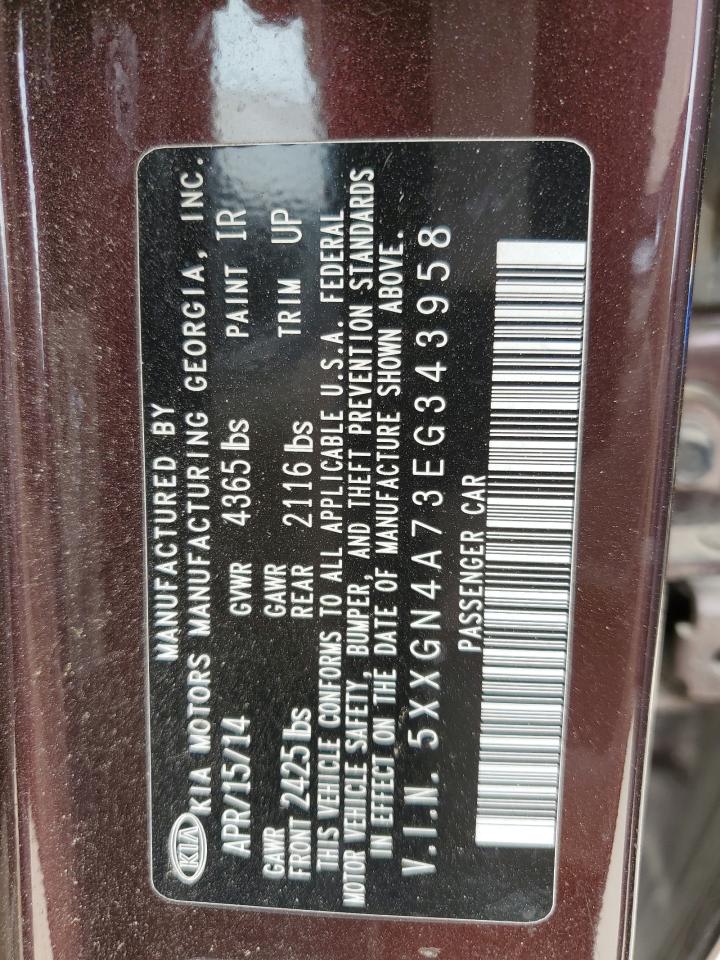 MANUFACTURED BY
KIA KIA MOTORS MANUFACTURING GEORGIA, INC.
APR/15/14 GVWR 4365 lbs PAINT IR
GAWR FRONT 2425 lbs GAWR REAR 2116 lbs TRIM UP
THIS VEHICLE CONFORMS TO ALL APPLICABLE U.S.A. FEDERAL
MOTOR VEHICLE SAFETY, BUMPER, AND THEFT PREVENTION STANDARDS
IN EFFECT ON THE DATE OF MANUFACTURE SHOWN ABOVE.
V.I.N. 5XXGN4A73EG343958
PASSENGER CAR